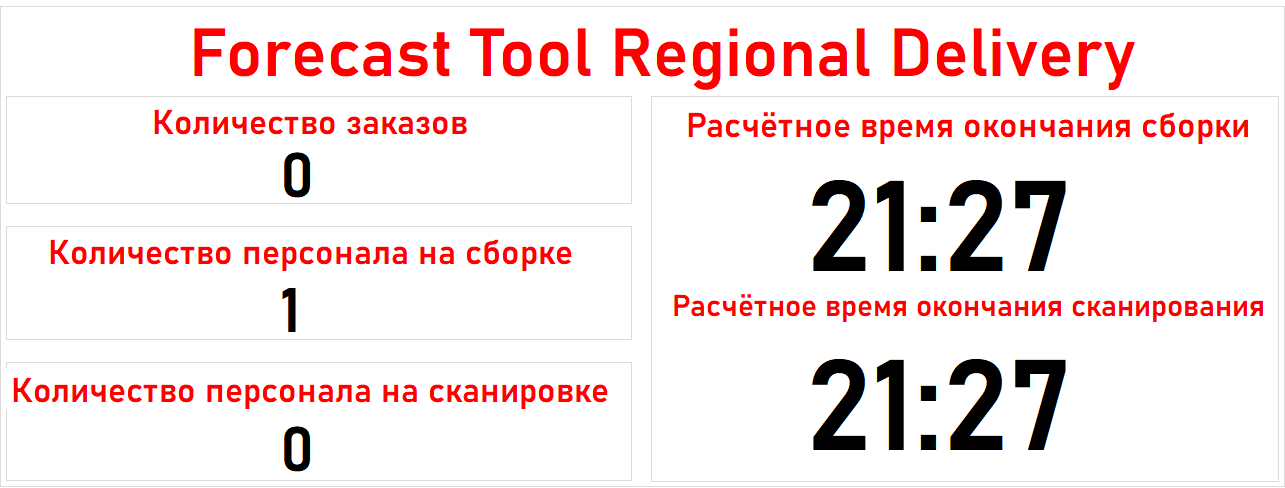 Forecast Tool Regional Delivery
Количество заказов
0
Количество персонала на сборке
1
Количество персонала на сканировке
0
Расчётное время окончания сборки
21:27
Расчётное время окончания сканирования
21:27